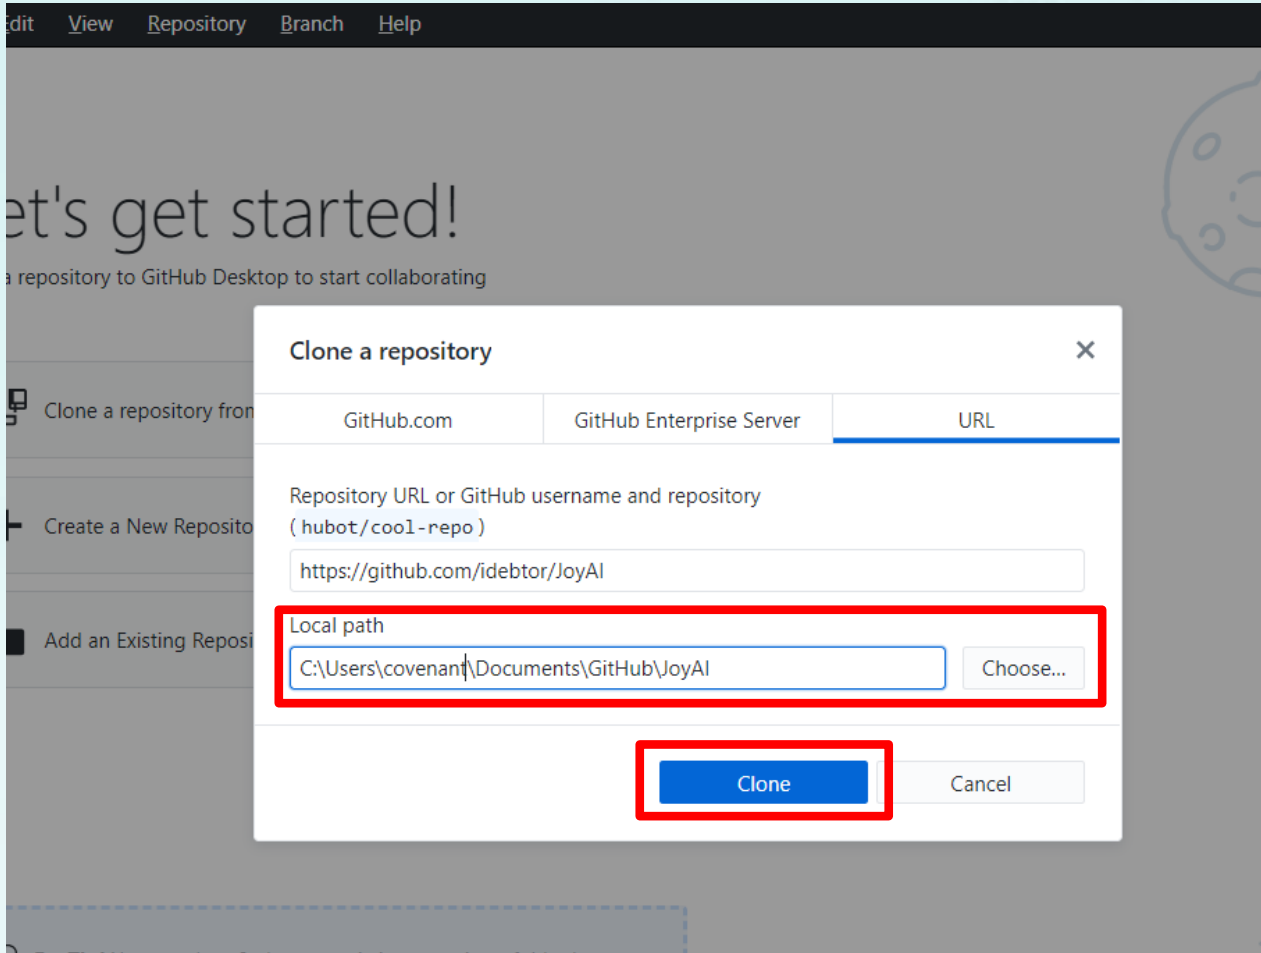 Edit View Repository Branch Help
et's get started!
a repository to GitHub Desktop to start collaborating
Clone a repository
GitHub.com GitHub Enterprise Server URL
Clone a repository from
Repository URL or GitHub username and repository
(hubot/cool-repo)
Create a New Reposito
https://github.com/idebtor/JoyAI
Local path
Add an Existing Reposi
C:\Users\covenant\Documents\GitHub\JoyAI Choose...
Clone Cancel